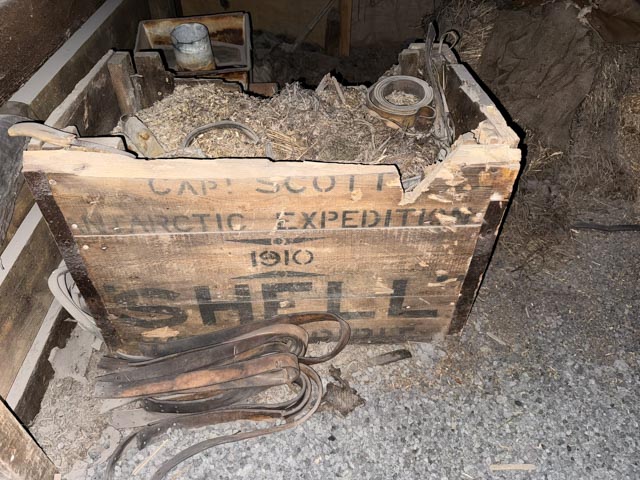 CAPT SCOTT
ANTARCTIC EXPEDITION
1910
SHELL